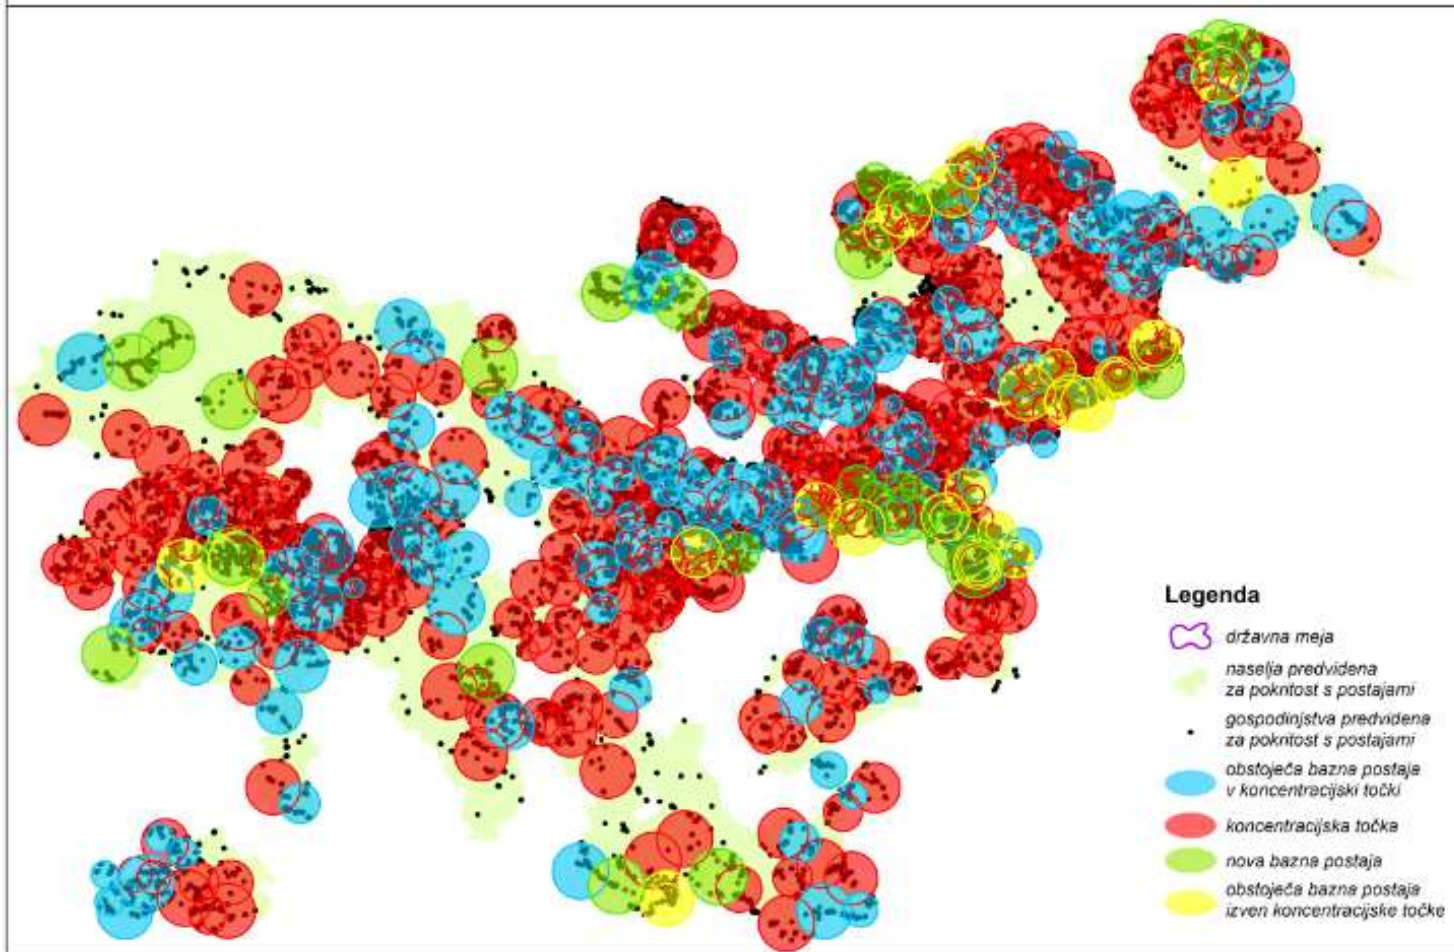 Legenda
državna meja
naselja predvidena
za pokritost s postajami
gospodinjstva predvidena
za pokritost s postajami
obstoječa bazna postaja
v koncentracijski točki
koncentracijska točka
nova bazna postaja
obstoječa bazna postaja
izven koncentracijske točke